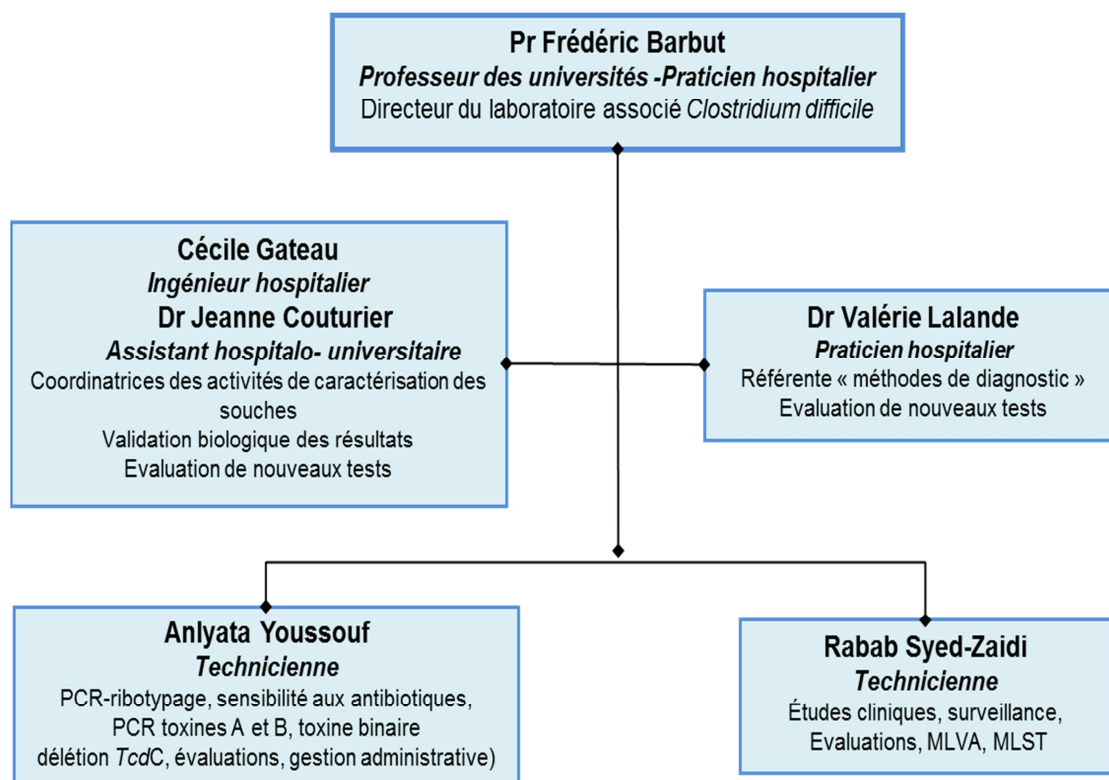 Pr Frédéric Barbut
Professeur des universités -Praticien hospitalier
Directeur du laboratoire associé Clostridium difficile
Cécile Gateau
Ingénieur hospitalier
Dr Jeanne Couturier
Assistant hospitalo- universitaire
Coordinatrices des activités de caractérisation des
souches
Validation biologique des résultats
Evaluation de nouveaux tests
Dr Valérie Lalande
Praticien hospitalier
Référente « méthodes de diagnostic »
Evaluation de nouveaux tests
Anlyata Youssouf
Technicienne
PCR-ribotypage, sensibilité aux antibiotiques,
PCR toxines A et B, toxine binaire
délétion TcdC, évaluations, gestion administrative)
Rabab Syed-Zaidi
Technicienne
Études cliniques, surveillance,
Evaluations, MLVA, MLST